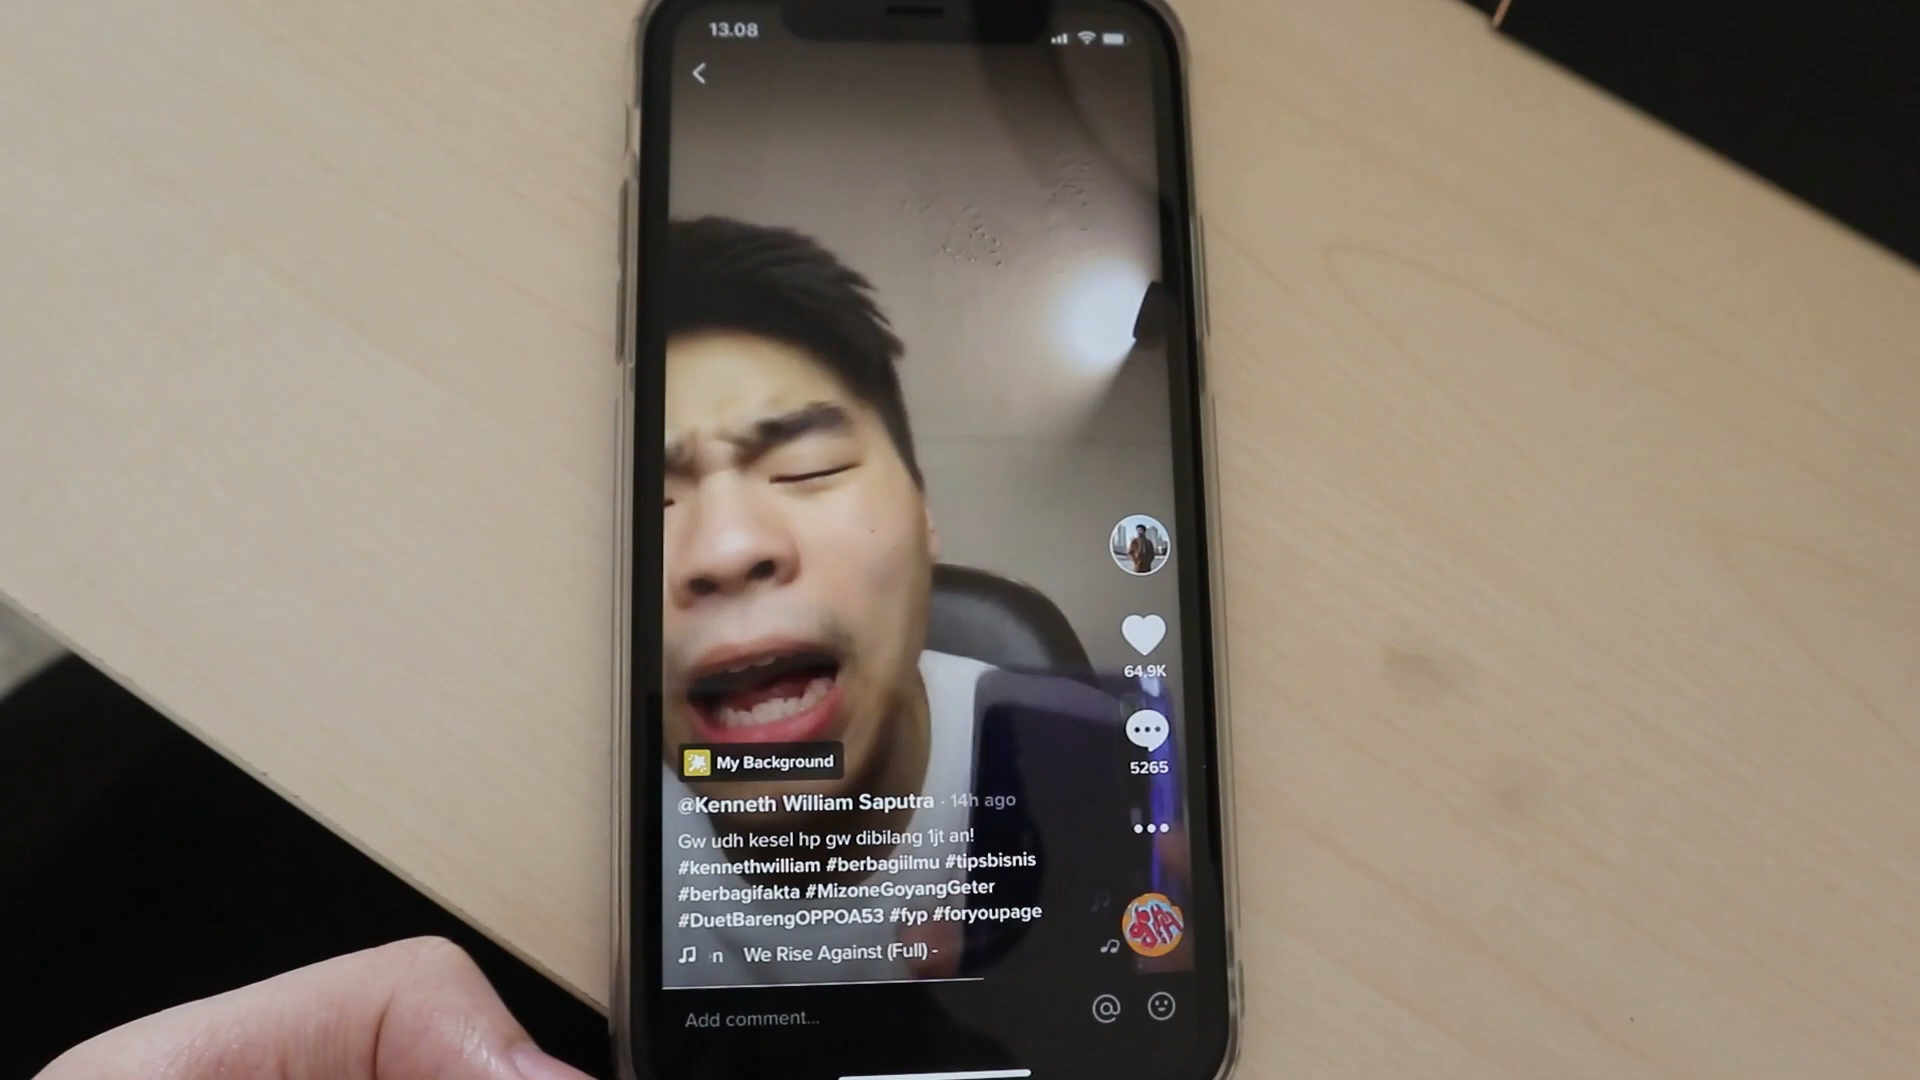 13.08
64,9K
5265
My Background
@Kenneth William Saputra · 14h ago
Gw udh kesel hp gw dibilang 1jt an!
#kennethwilliam #berbagiilmu #tipsbisnis
#berbagifakta #MizoneGoyangGeter
#DuetBarengOPPOA53 #fyp #foryoupage
n We Rise Against (Full) -
Add comment...